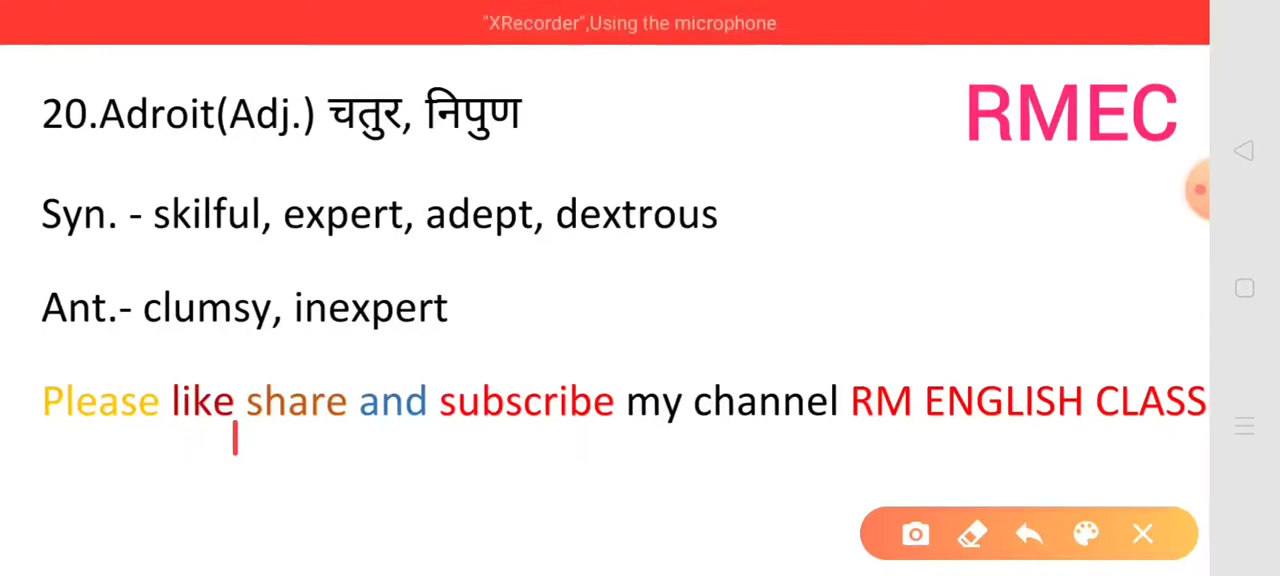 "XRecorder",Using the microphone
20.Adroit(Adj.) चतुर, निपुण
RMEC
Syn. - skilful, expert, adept, dextrous
Ant.- clumsy, inexpert
Please like share and subscribe my channel RM ENGLISH CLASS